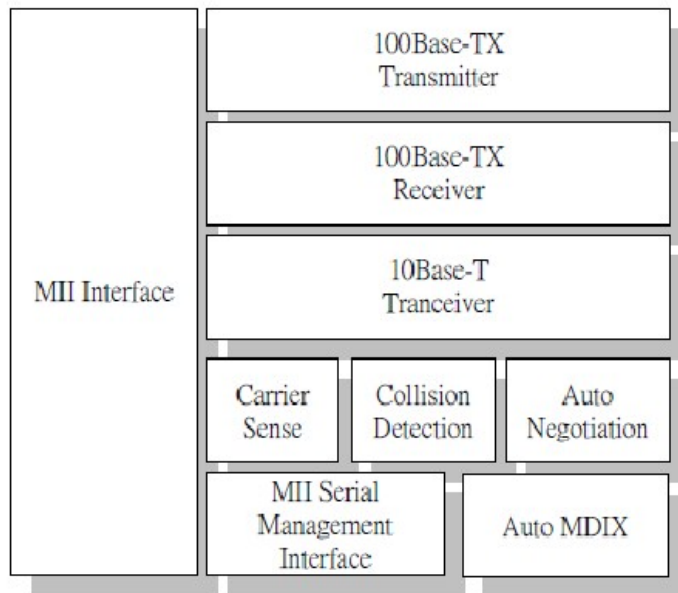 MII Interface
100Base-TX
Transmitter
100Base-TX
Receiver
10Base-T
Tranceiver
Carrier
Sense
Collision
Detection
Auto
Negotiation
MII Serial
Management
Interface
Auto MDIX